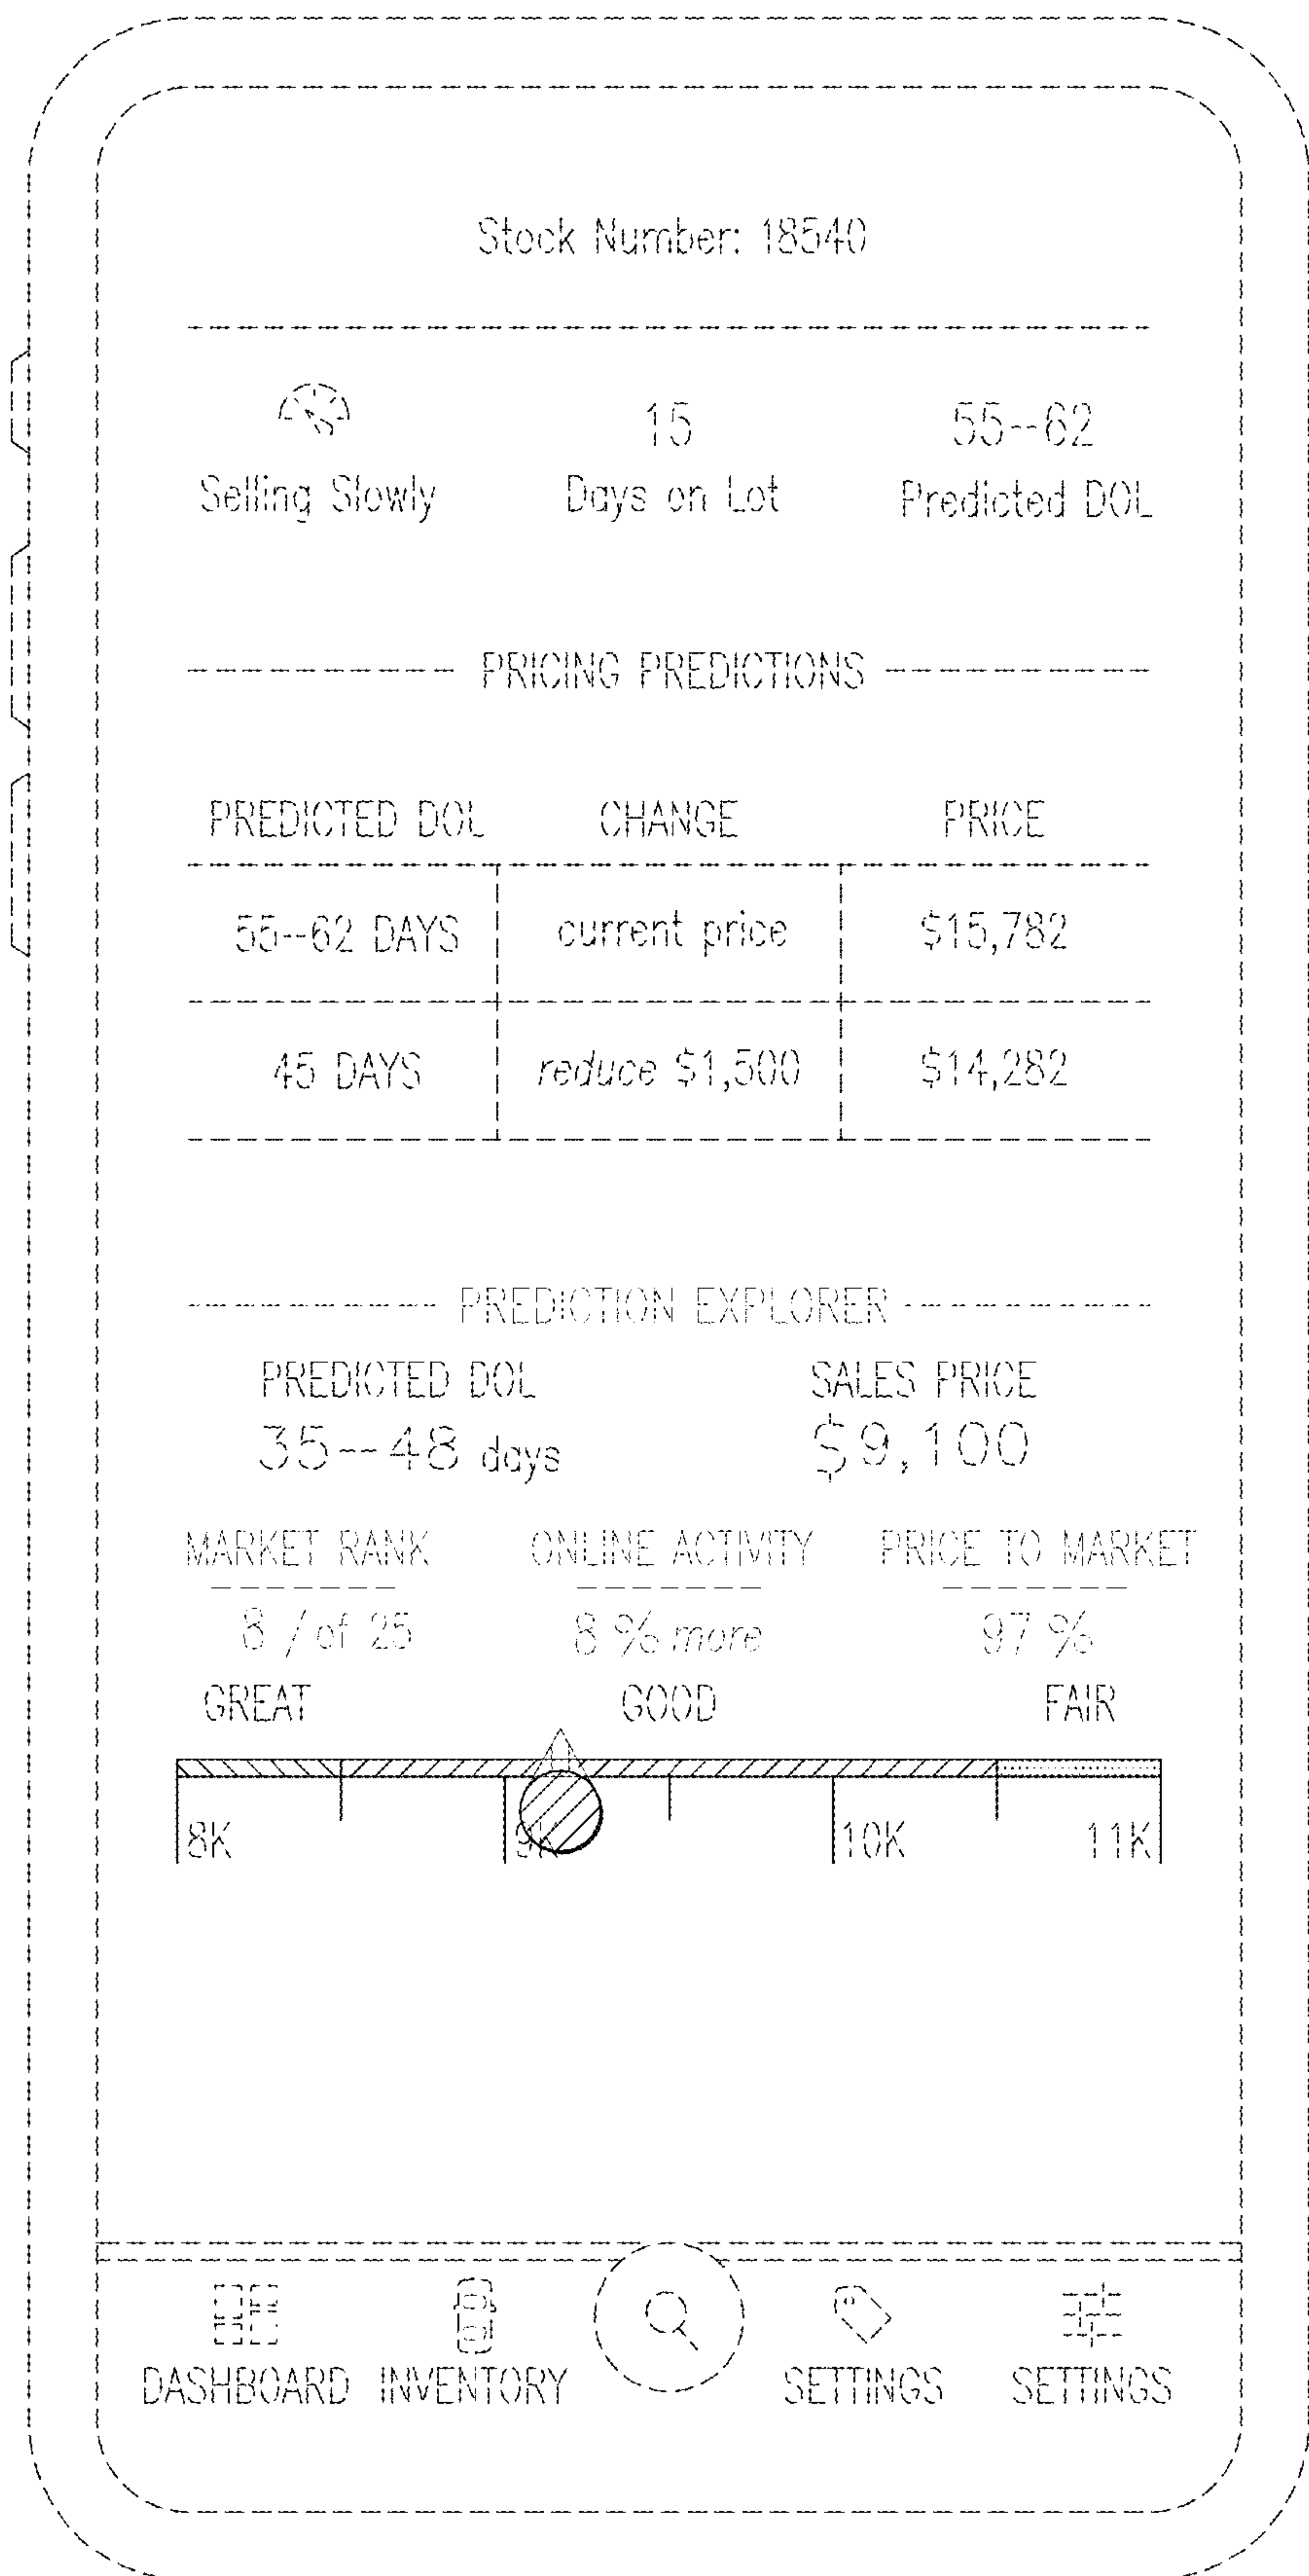 Stock Number: 18540
15 55--62
Selling Slowly Days on Lot Predicted DOL
PRICING PREDICTIONS
PREDICTED DOL CHANGE PRICE
55--62 DAYS current price $15,782
45 DAYS reduce $1,500 $14,282
PREDICTION EXPLORER
PREDICTED DOL SALES PRICE
35--48 days $9,100
MARKET RANK ONLINE ACTIVITY PRICE TO MARKET
8 / of 25 8 % more 97 %
GREAT GOOD FAIR
8K 9K 10K 11K
DASHBOARD INVENTORY SETTINGS SETTINGS